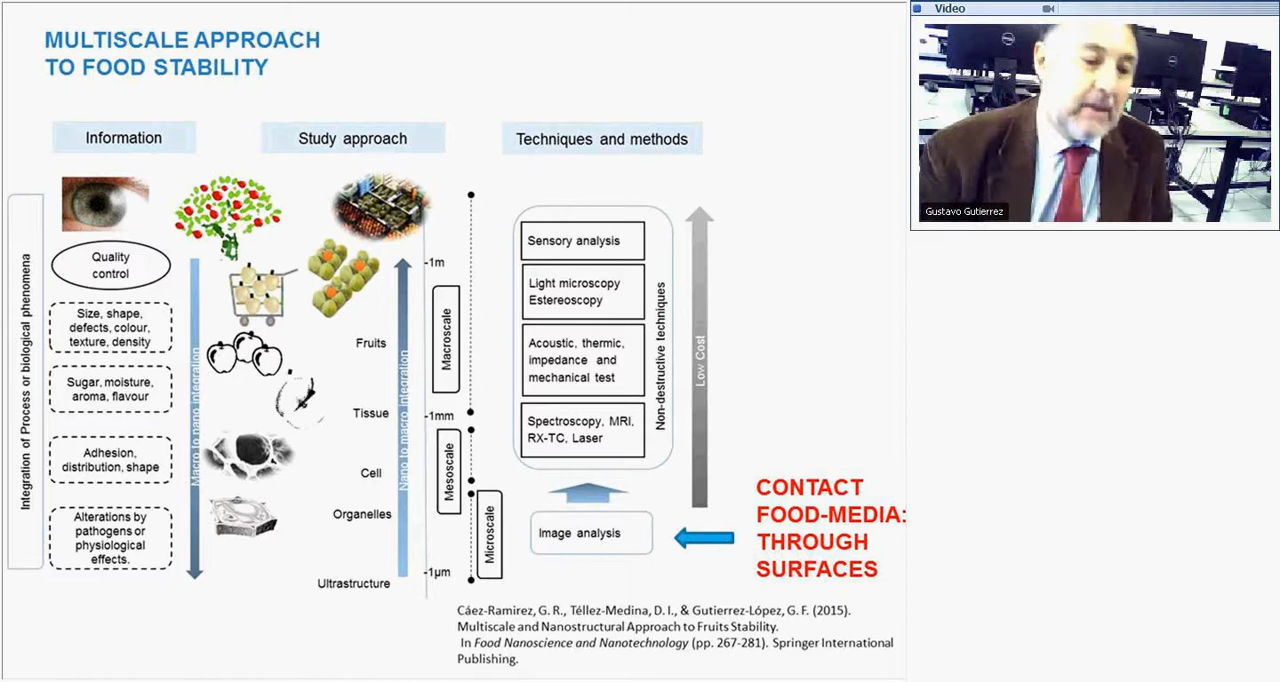 MULTISCALE APPROACH
TO FOOD STABILITY
Information
Study approach
Techniques and methods
Integration of Process or biological phenomena
Quality
control
Size, shape,
defects, colour,
texture, density
Sugar, moisture,
aroma, flavour
Adhesion,
distribution, shape
Alterations by
pathogens or
physiological
effects.
Macro to nano integration
Fruits
Tissue
Cell
Organelles
Ultrastructure
Nano to macro integration
-1m
-1mm
-1µm
Macroscale
Mesoscale
Microscale
Sensory analysis
Light microscopy
Estereoscopy
Acoustic, thermic,
impedance and
mechanical test
Spectroscopy, MRI,
RX-TC, Laser
Non-destructive techniques
Low Cost
Image analysis
CONTACT
FOOD-MEDIA:
THROUGH
SURFACES
Cáez-Ramirez, G. R., Téllez-Medina, D. I., & Gutierrez-López, G. F. (2015).
Multiscale and Nanostructural Approach to Fruits Stability.
In Food Nanoscience and Nanotechnology (pp. 267-281). Springer International
Publishing.
Video
Gustavo Gutierrez